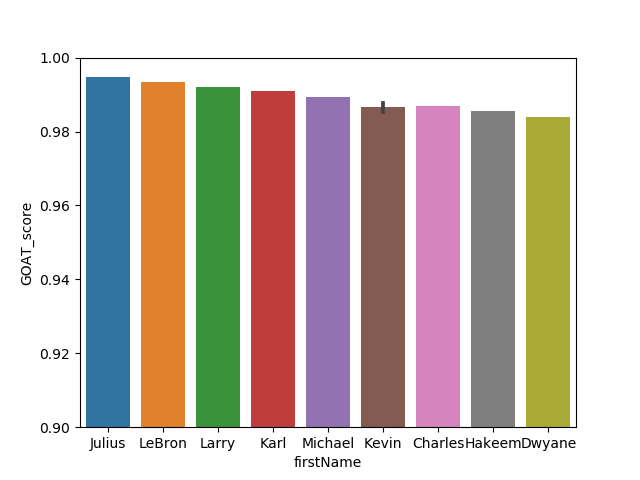 1.00
0.98
0.96
0.94
0.92
0.90
GOAT_score
Julius LeBron Larry Karl Michael Kevin Charles Hakeem Dwyane
firstName